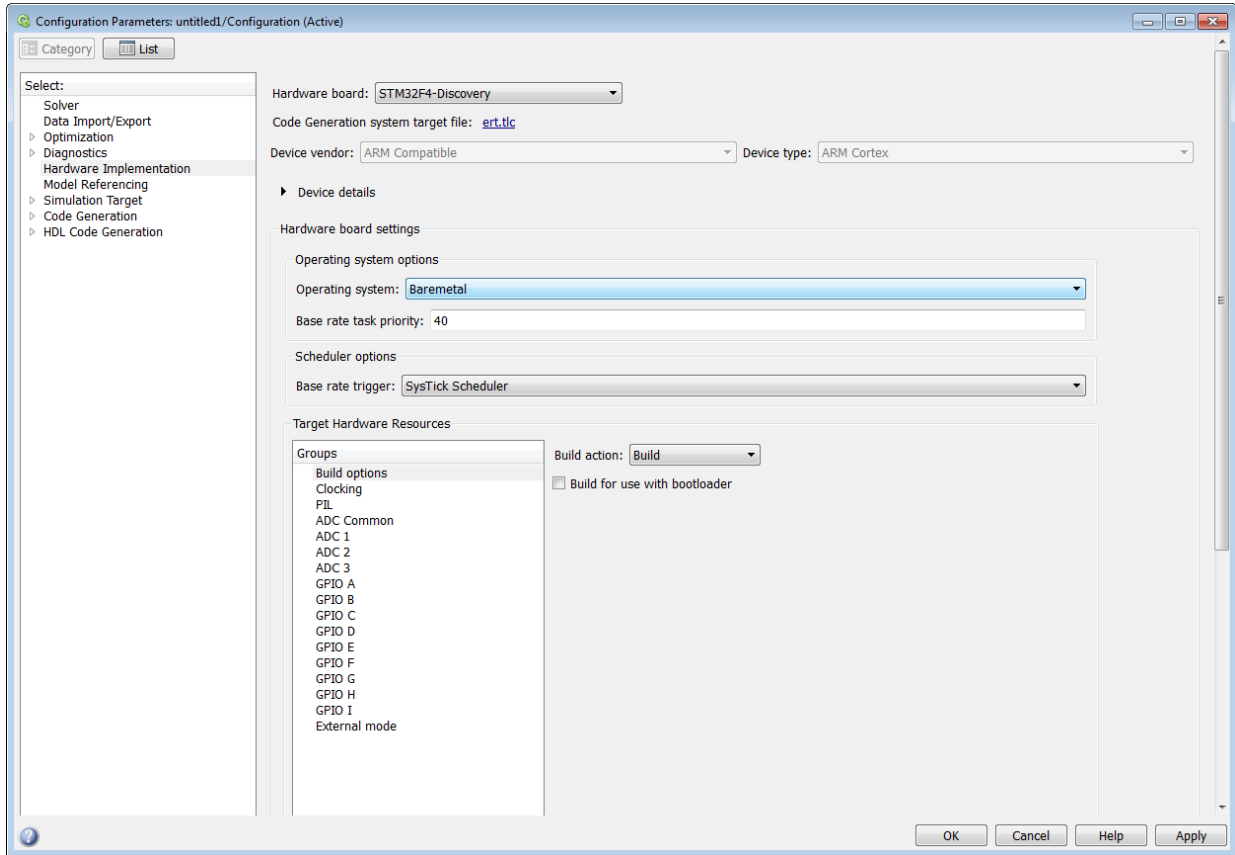 Configuration Parameters: untitled1/Configuration (Active)
Category
List
Select:
Solver
Data Import/Export
Optimization
Diagnostics
Hardware Implementation
Model Referencing
Simulation Target
Code Generation
HDL Code Generation
Hardware board: STM32F4-Discovery
Code Generation system target file: ert.tlc
Device vendor: ARM Compatible Device type: ARM Cortex
Device details
Hardware board settings
Operating system options
Operating system: Baremetal
Base rate task priority: 40
Scheduler options
Base rate trigger: SysTick Scheduler
Target Hardware Resources
Groups
Build options
Clocking
PIL
ADC Common
ADC 1
ADC 2
ADC 3
GPIO A
GPIO B
GPIO C
GPIO D
GPIO E
GPIO F
GPIO G
GPIO H
GPIO I
External mode
Build action: Build
Build for use with bootloader
OK Cancel Help Apply